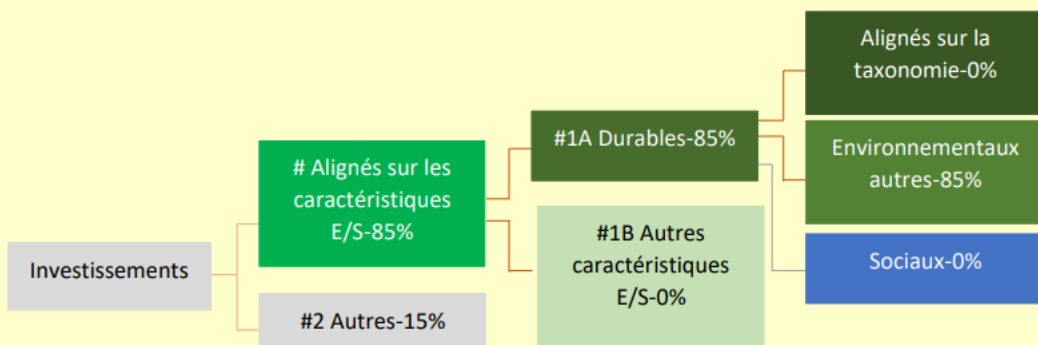 Investissements
# Alignés sur les
caractéristiques
E/S-85%
#2 Autres-15%
#1A Durables-85%
#1B Autres
caractéristiques
E/S-0%
Alignés sur la
taxonomie-0%
Environnementaux
autres-85%
Sociaux-0%